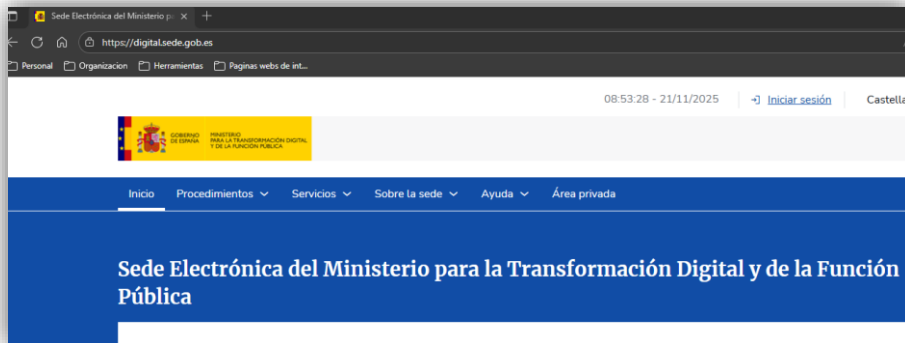 Sede Electrónica del Ministerio p
https://digital.sede.gob.es
Personal Organizacion Herramientas Paginas webs de int...
08:53:28 - 21/11/2025 Iniciar sesión Castella
GOBIERNO DE ESPAÑA
MINISTERIO PARA LA TRANSFORMACIÓN DIGITAL Y DE LA FUNCIÓN PÚBLICA
Inicio Procedimientos Servicios Sobre la sede Ayuda Área privada
Sede Electrónica del Ministerio para la Transformación Digital y de la Función
Pública